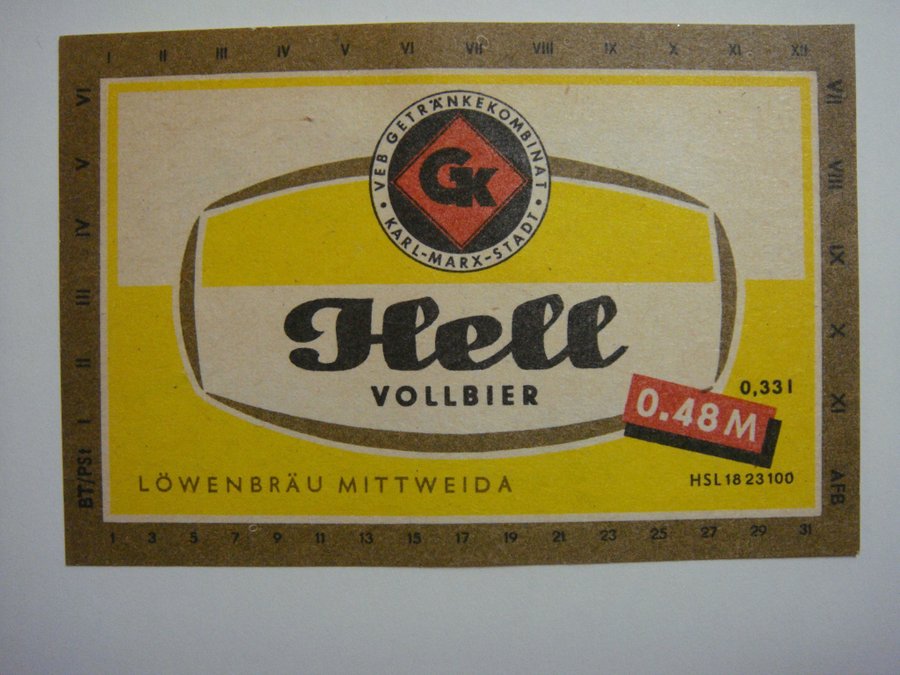 I II III IV V VI VII VIII IX X XI XII
VI V IV III II I BT/PSt
VII VIII IX X XI AFB
VEB GETRÄNKEKOMBINAT
KARL-MARX-STADT
GK
Hell
VOLLBIER
0,33 l
0.48 M
HSL 18 23 100
LÖWENBRÄU MITTWEIDA
1 3 5 7 9 11 13 15 17 19 21 23 25 27 29 31